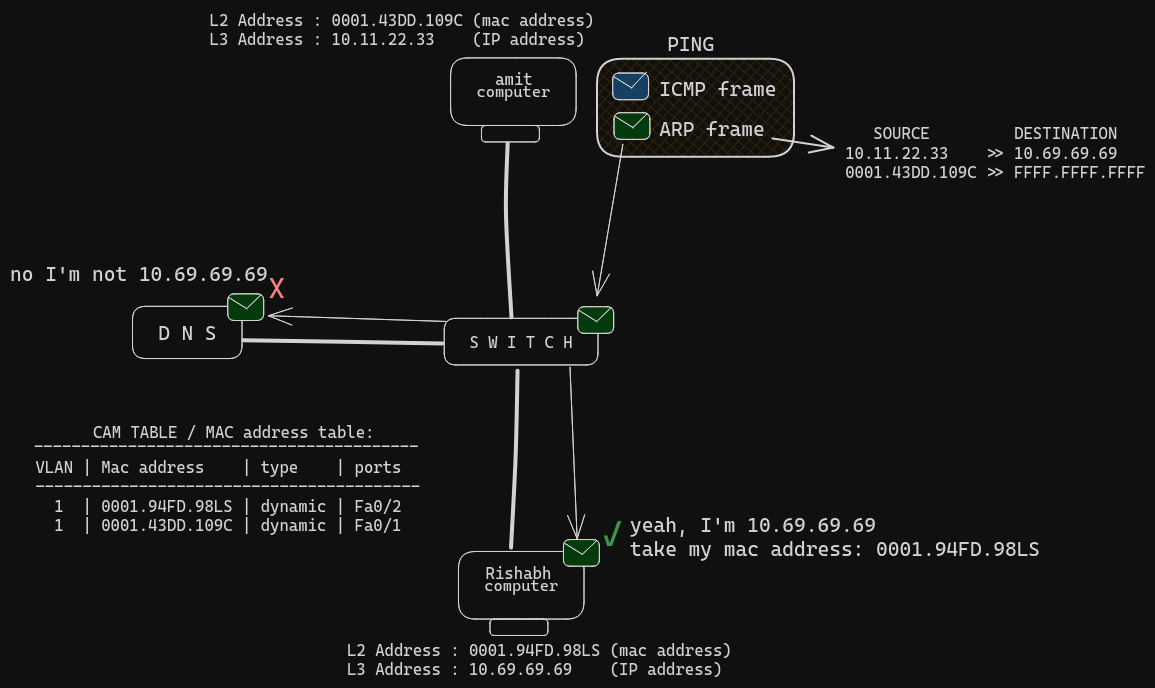 L2 Address : 0001.43DD.109C (mac address)
L3 Address : 10.11.22.33 (IP address)
PING
amit
computer
ICMP frame
ARP frame
SOURCE DESTINATION
10.11.22.33 >> 10.69.69.69
0001.43DD.109C >> FFFF.FFFF.FFFF
no I'm not 10.69.69.69
X
D N S
S W I T C H
CAM TABLE / MAC address table:
----------------------------------------
VLAN | Mac address | type | ports
----------------------------------------
1 | 0001.94FD.98LS | dynamic | Fa0/2
1 | 0001.43DD.109C | dynamic | Fa0/1
√ yeah, I'm 10.69.69.69
take my mac address: 0001.94FD.98LS
Rishabh
computer
L2 Address : 0001.94FD.98LS (mac address)
L3 Address : 10.69.69.69 (IP address)